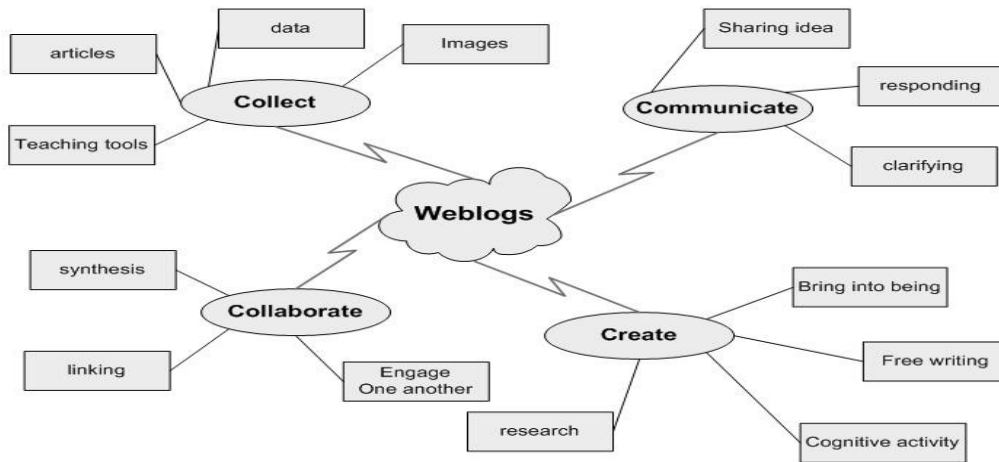 data
Images
articles
Collect
Teaching tools
Sharing idea
responding
Communicate
clarifying
Weblogs
synthesis
Collaborate
linking
Engage
One another
Bring into being
Create
Free writing
research
Cognitive activity